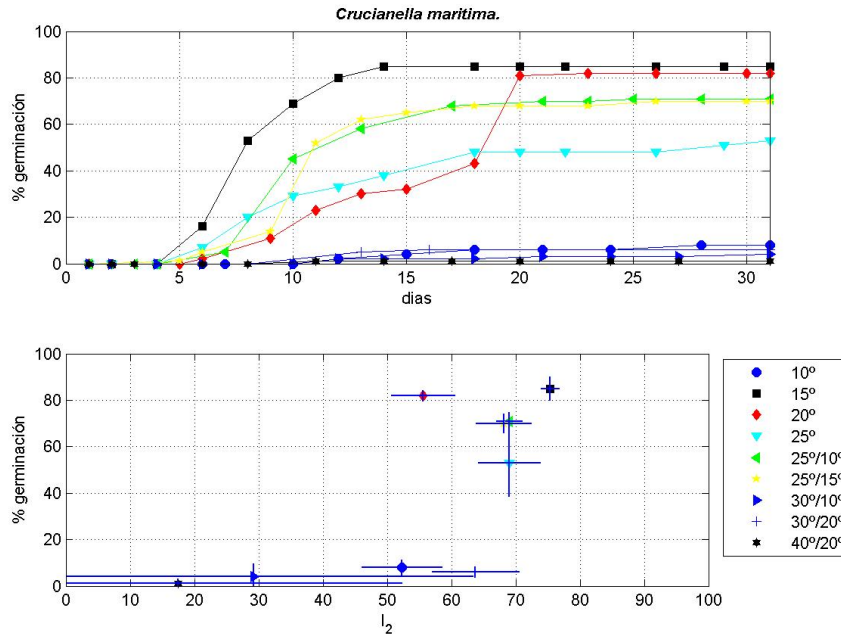 Crucianella maritima.
100
80
60
40
20
0
% germinación
0 5 10 15 20 25 30
dias
100
80
60
40
20
0
% germinación
0 10 20 30 40 50 60 70 80 90 100
I2
10º
15º
20º
25º
25º/10º
25º/15º
30º/10º
30º/20º
40º/20º